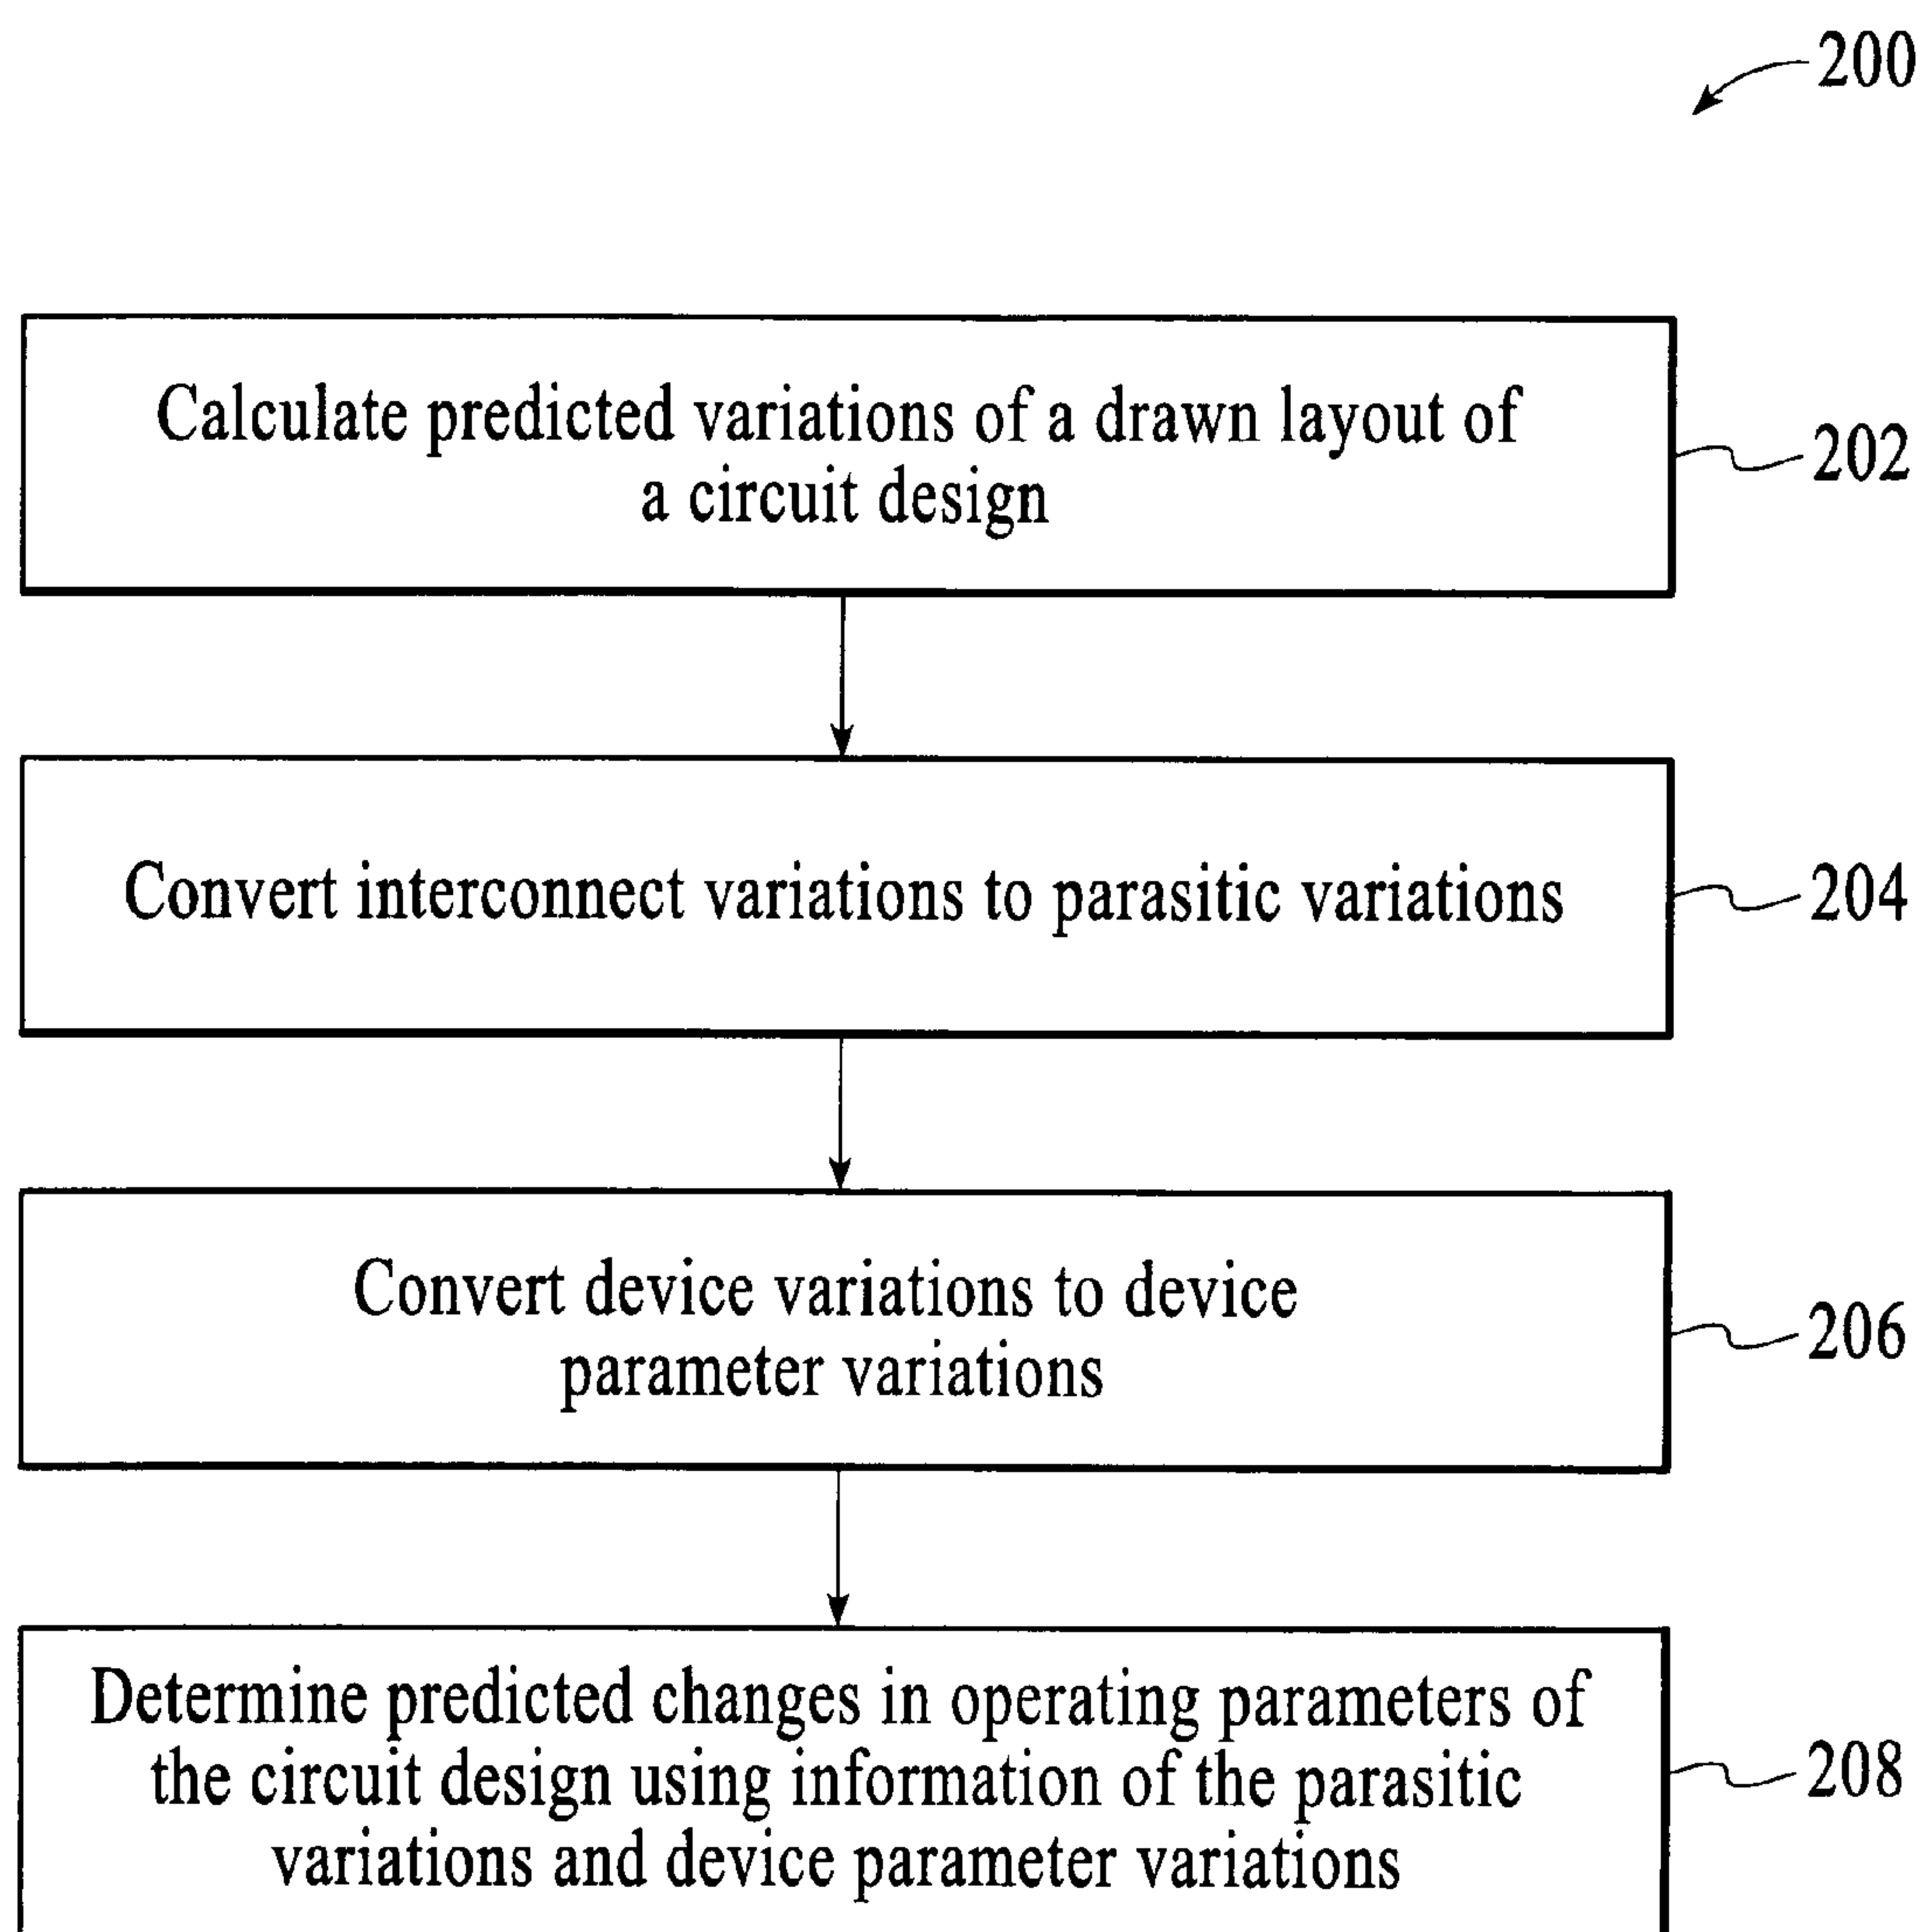 200
Calculate predicted variations of a drawn layout of
a circuit design
202
Convert interconnect variations to parasitic variations
204
Convert device variations to device
parameter variations
206
Determine predicted changes in operating parameters of
the circuit design using information of the parasitic
variations and device parameter variations
208